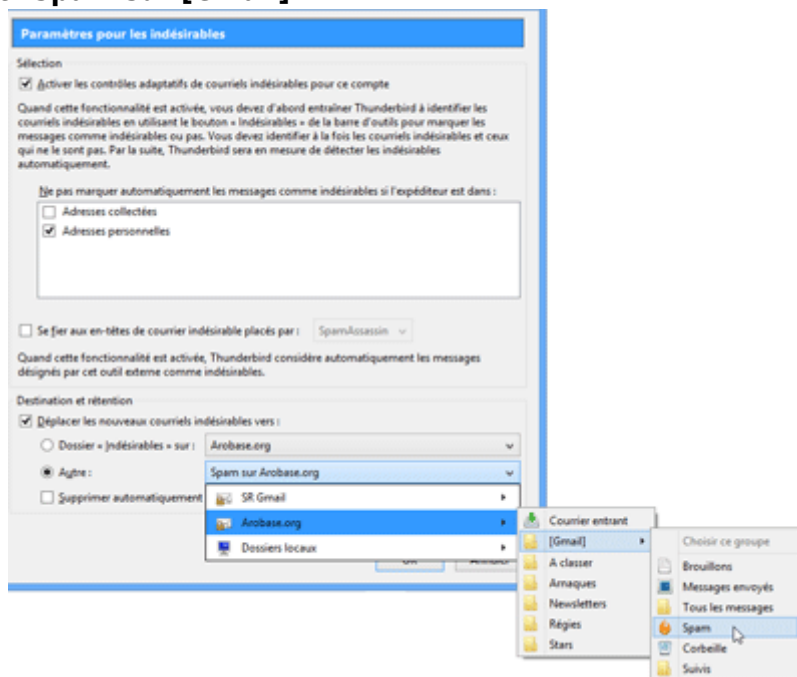 Paramètres pour les indésirables
Sélection
Activer les contrôles adaptatifs de courriels indésirables pour ce compte
Quand cette fonctionnalité est activée, vous devez d'abord entraîner Thunderbird à identifier les
courriels indésirables en utilisant le bouton « Indésirables » de la barre d'outils pour marquer les
messages comme indésirables ou pas. Vous devez identifier à la fois les courriels indésirables et ceux
qui ne le sont pas. Par la suite, Thunderbird sera en mesure de détecter les indésirables
automatiquement.
Ne pas marquer automatiquement les messages comme indésirables si l'expéditeur est dans :
Adresses collectées
Adresses personnelles
Se fier aux en-têtes de courrier indésirable placés par : SpamAssassin
Quand cette fonctionnalité est activée, Thunderbird considère automatiquement les messages
désignés par cet outil externe comme indésirables.
Destination et rétention
Déplacer les nouveaux courriels indésirables vers :
Dossier « Indésirables » sur : Arobase.org
Autre : Spam sur Arobase.org
Supprimer automatiquement
SR Gmail
Arobase.org
Dossiers locaux
Courrier entrant
[Gmail]
A classer
Arnaques
Newsletters
Régies
Stars
Choisir ce groupe
Brouillons
Messages envoyés
Tous les messages
Spam
Corbeille
Suivis